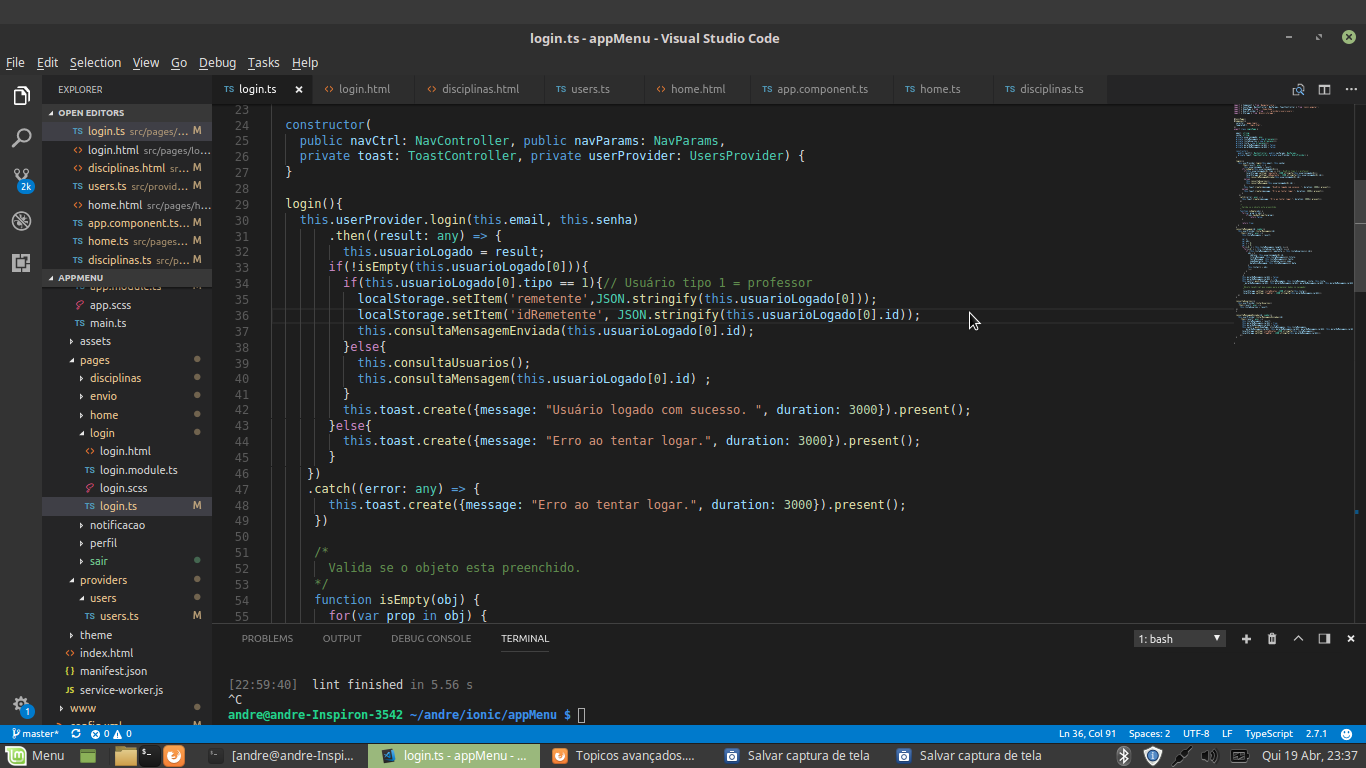 login.ts - appMenu - Visual Studio Code
File Edit Selection View Go Debug Tasks Help
EXPLORER
OPEN EDITORS
login.ts src/pages/... M
login.html src/pages/lo...
disciplinas.html sr... M
users.ts src/provid... M
home.html src/pages/h...
app.component.ts... M
home.ts src/pages... M
disciplinas.ts src/p... M
APPMENU
app.module.ts
app.scss
main.ts
assets
pages
disciplinas
envio
home
login
login.html
login.module.ts
login.scss
login.ts M
notificacao
perfil
sair
providers
users
users.ts M
theme
index.html
manifest.json
service-worker.js
www
config.xml
2k
1
TS login.ts × login.html disciplinas.html TS users.ts home.html TS app.component.ts TS home.ts TS disciplinas.ts
23
24 constructor(
25 public navCtrl: NavController, public navParams: NavParams,
26 private toast: ToastController, private userProvider: UsersProvider) {
27 }
28
29 login(){
30 this.userProvider.login(this.email, this.senha)
31 .then((result: any) => {
32 this.usuarioLogado = result;
33 if(!isEmpty(this.usuarioLogado[0])){
34 if(this.usuarioLogado[0].tipo == 1){// Usuário tipo 1 = professor
35 localStorage.setItem('remetente',JSON.stringify(this.usuarioLogado[0]));
36 localStorage.setItem('idRemetente', JSON.stringify(this.usuarioLogado[0].id));
37 this.consultaMensagemEnviada(this.usuarioLogado[0].id);
38 }else{
39 this.consultaUsuarios();
40 this.consultaMensagem(this.usuarioLogado[0].id) ;
41 }
42 this.toast.create({message: "Usuário logado com sucesso. ", duration: 3000}).present();
43 }else{
44 this.toast.create({message: "Erro ao tentar logar.", duration: 3000}).present();
45 }
46 })
47 .catch((error: any) => {
48 this.toast.create({message: "Erro ao tentar logar.", duration: 3000}).present();
49 })
50
51 /*
52 Valida se o objeto esta preenchido.
53 */
54 function isEmpty(obj) {
55 for(var prop in obj) {
PROBLEMS OUTPUT DEBUG CONSOLE TERMINAL 1: bash
[22:59:40] lint finished in 5.56 s
^C
andre@andre-Inspiron-3542 ~/andre/ionic/appMenu $
master* 0 0 Ln 36, Col 91 Spaces: 2 UTF-8 LF TypeScript 2.7.1
Menu [andre@andre-Inspi... login.ts - appMenu - ... Topicos avançados.... Salvar captura de tela Salvar captura de tela Qui 19 Abr, 23:37